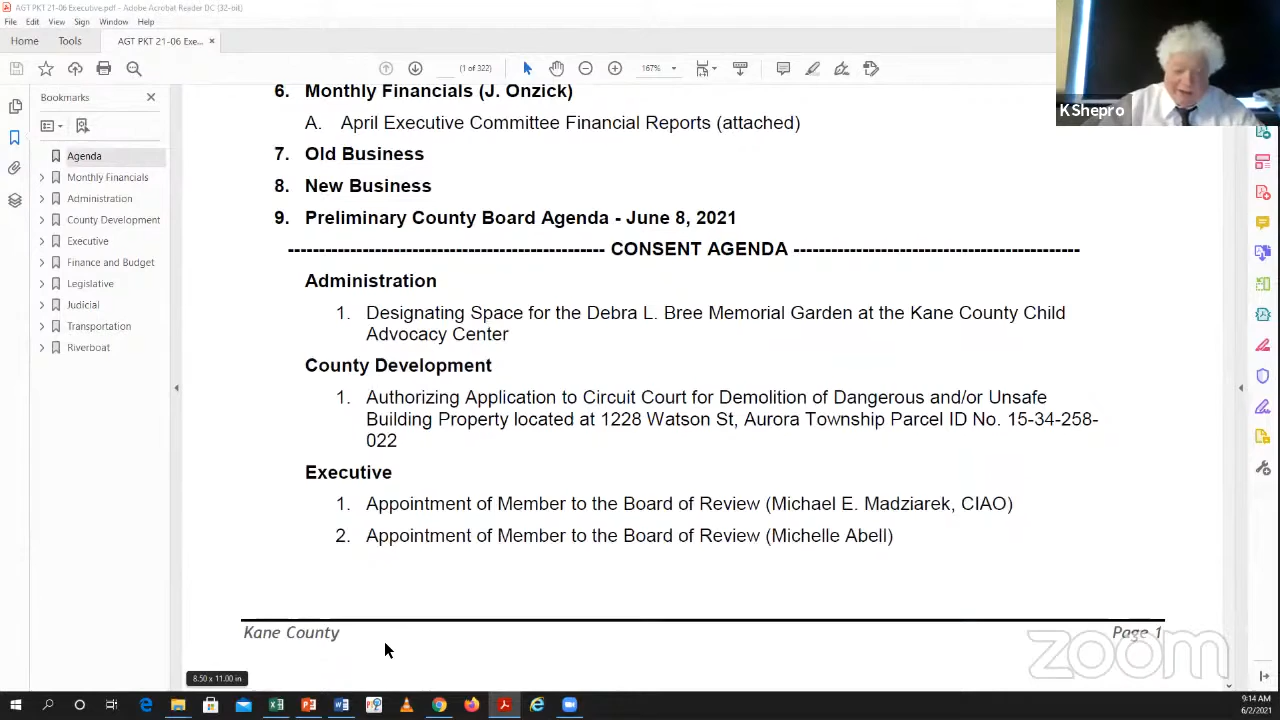 AGT PKT 21-06 Executive.pdf - Adobe Acrobat Reader DC (32-bit)
File Edit View Sign Window Help
Home Tools AGT PKT 21-06 Exe... ×
(1 of 322) 167%
KShepro
Bookmarks
Agenda
Monthly Financials
Administration
County Development
Executive
Finance and Budget
Legislative
Judicial
Transportation
Riverboat
6. Monthly Financials (J. Onzick)
A. April Executive Committee Financial Reports (attached)
7. Old Business
8. New Business
9. Preliminary County Board Agenda - June 8, 2021
CONSENT AGENDA
Administration
1. Designating Space for the Debra L. Bree Memorial Garden at the Kane County Child
Advocacy Center
County Development
1. Authorizing Application to Circuit Court for Demolition of Dangerous and/or Unsafe
Building Property located at 1228 Watson St, Aurora Township Parcel ID No. 15-34-258-
022
Executive
1. Appointment of Member to the Board of Review (Michael E. Madziarek, CIAO)
2. Appointment of Member to the Board of Review (Michelle Abell)
Kane County Page 1
zoom
8.50 x 11.00 in
9:14 AM
6/2/2021